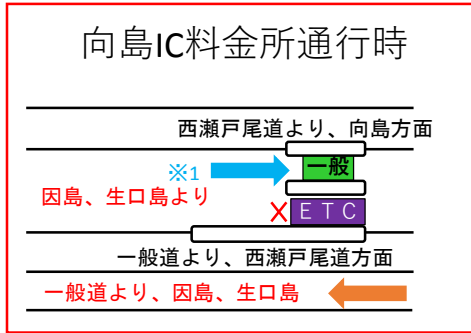 向島IC料金所通行時
西瀬戸尾道より、向島方面
※1
一般
因島、生口島より
X ETC
一般道より、西瀬戸尾道方面
一般道より、因島、生口島